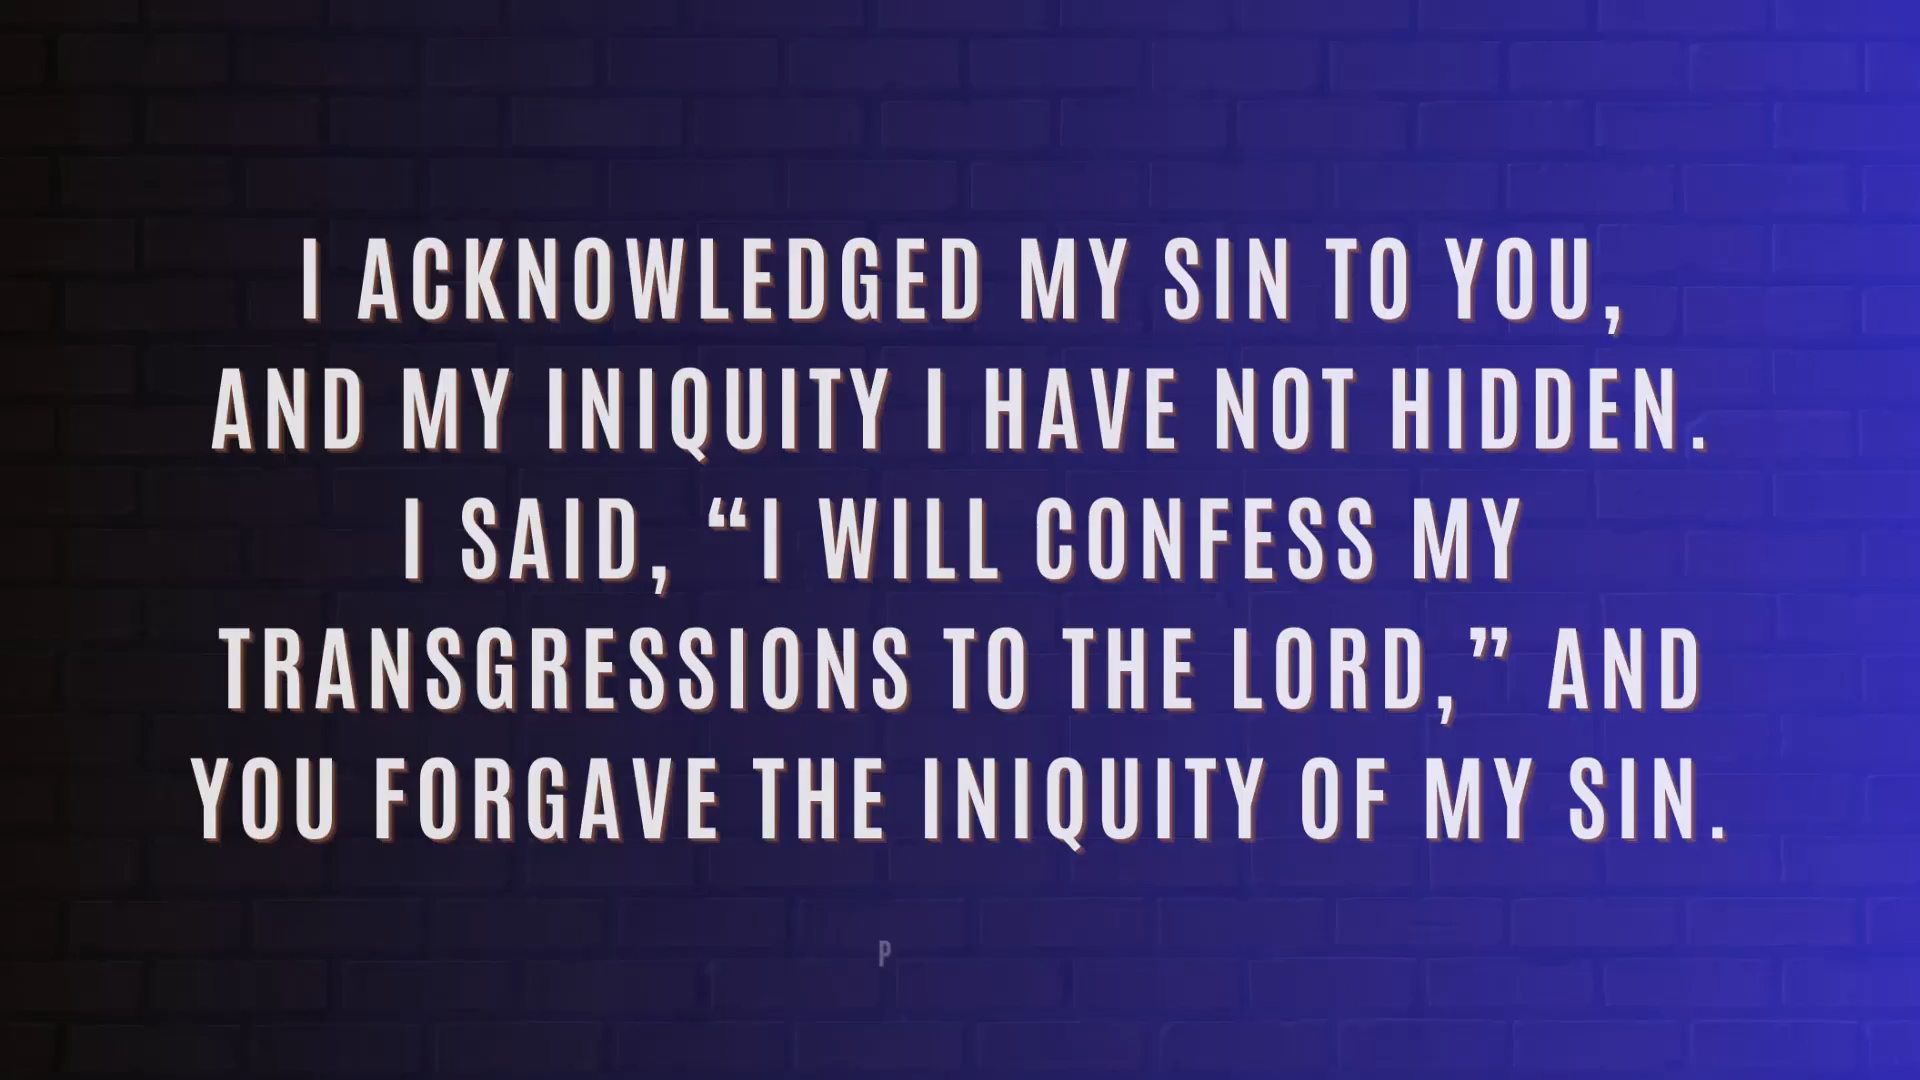 I ACKNOWLEDGED MY SIN TO YOU,
AND MY INIQUITY I HAVE NOT HIDDEN.
I SAID, “I WILL CONFESS MY
TRANSGRESSIONS TO THE LORD,” AND
YOU FORGAVE THE INIQUITY OF MY SIN.
P